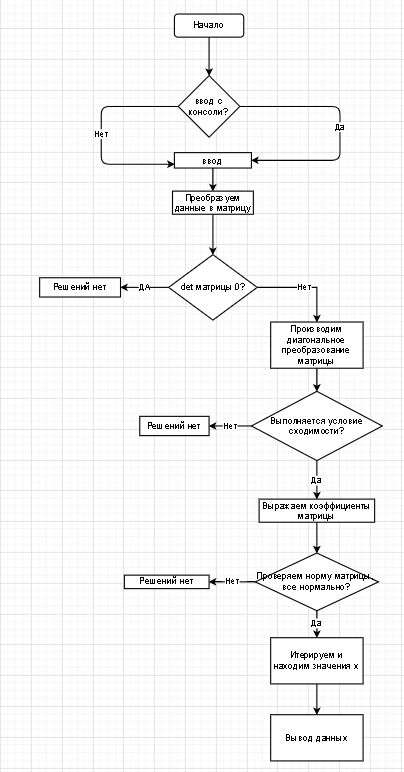 Начало
ввод с
консоли?
Нет
Да
ввод
Преобразуем
данные в матрицу
Решений нет
ДА
det матрицы 0?
Нет
Производим
диагональное
преобразование
матрицы
Выполняется условие
сходимости?
Решений нет
Нет
Да
Выражаем коэффициенты
матрицы
Проверяем норму матрицы,
все нормально?
Решений нет
Нет
Да
Итерируем и
находим значения x
Вывод данных